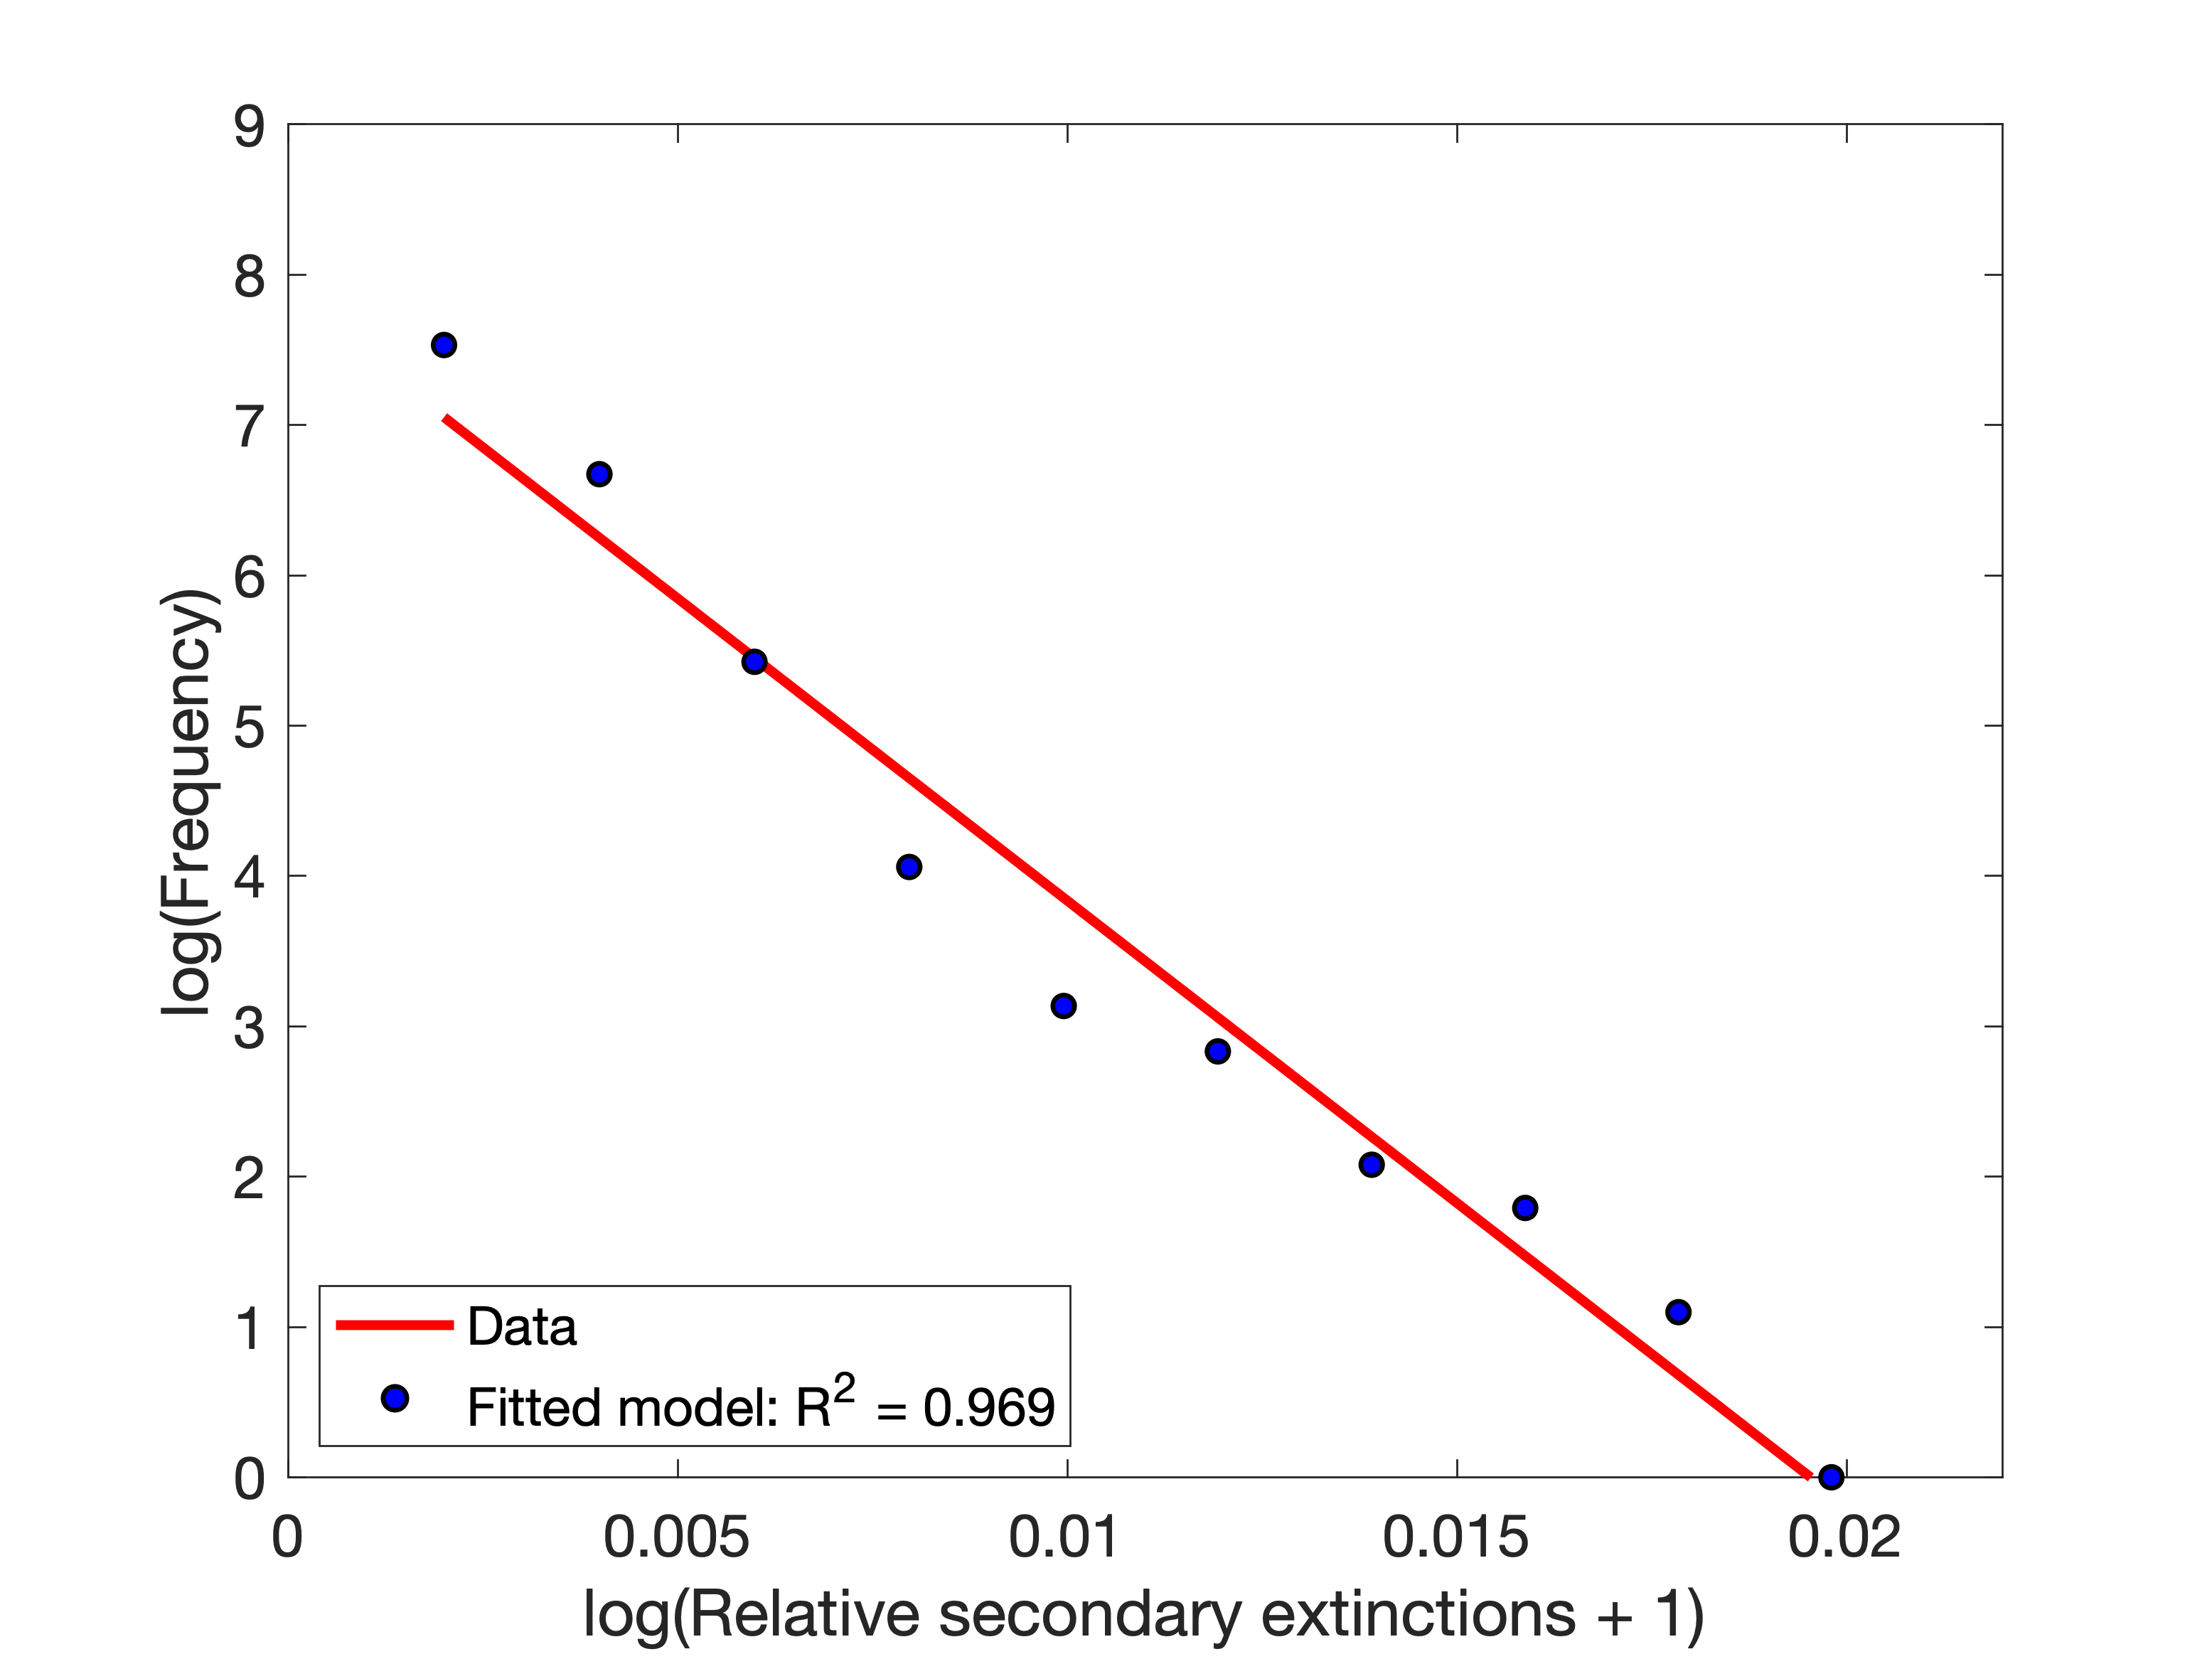 9
8
7
6
5
4
3
2
1
0
log(Frequency)
Data
Fitted model: R² = 0.969
0 0.005 0.01 0.015 0.02
log(Relative secondary extinctions + 1)